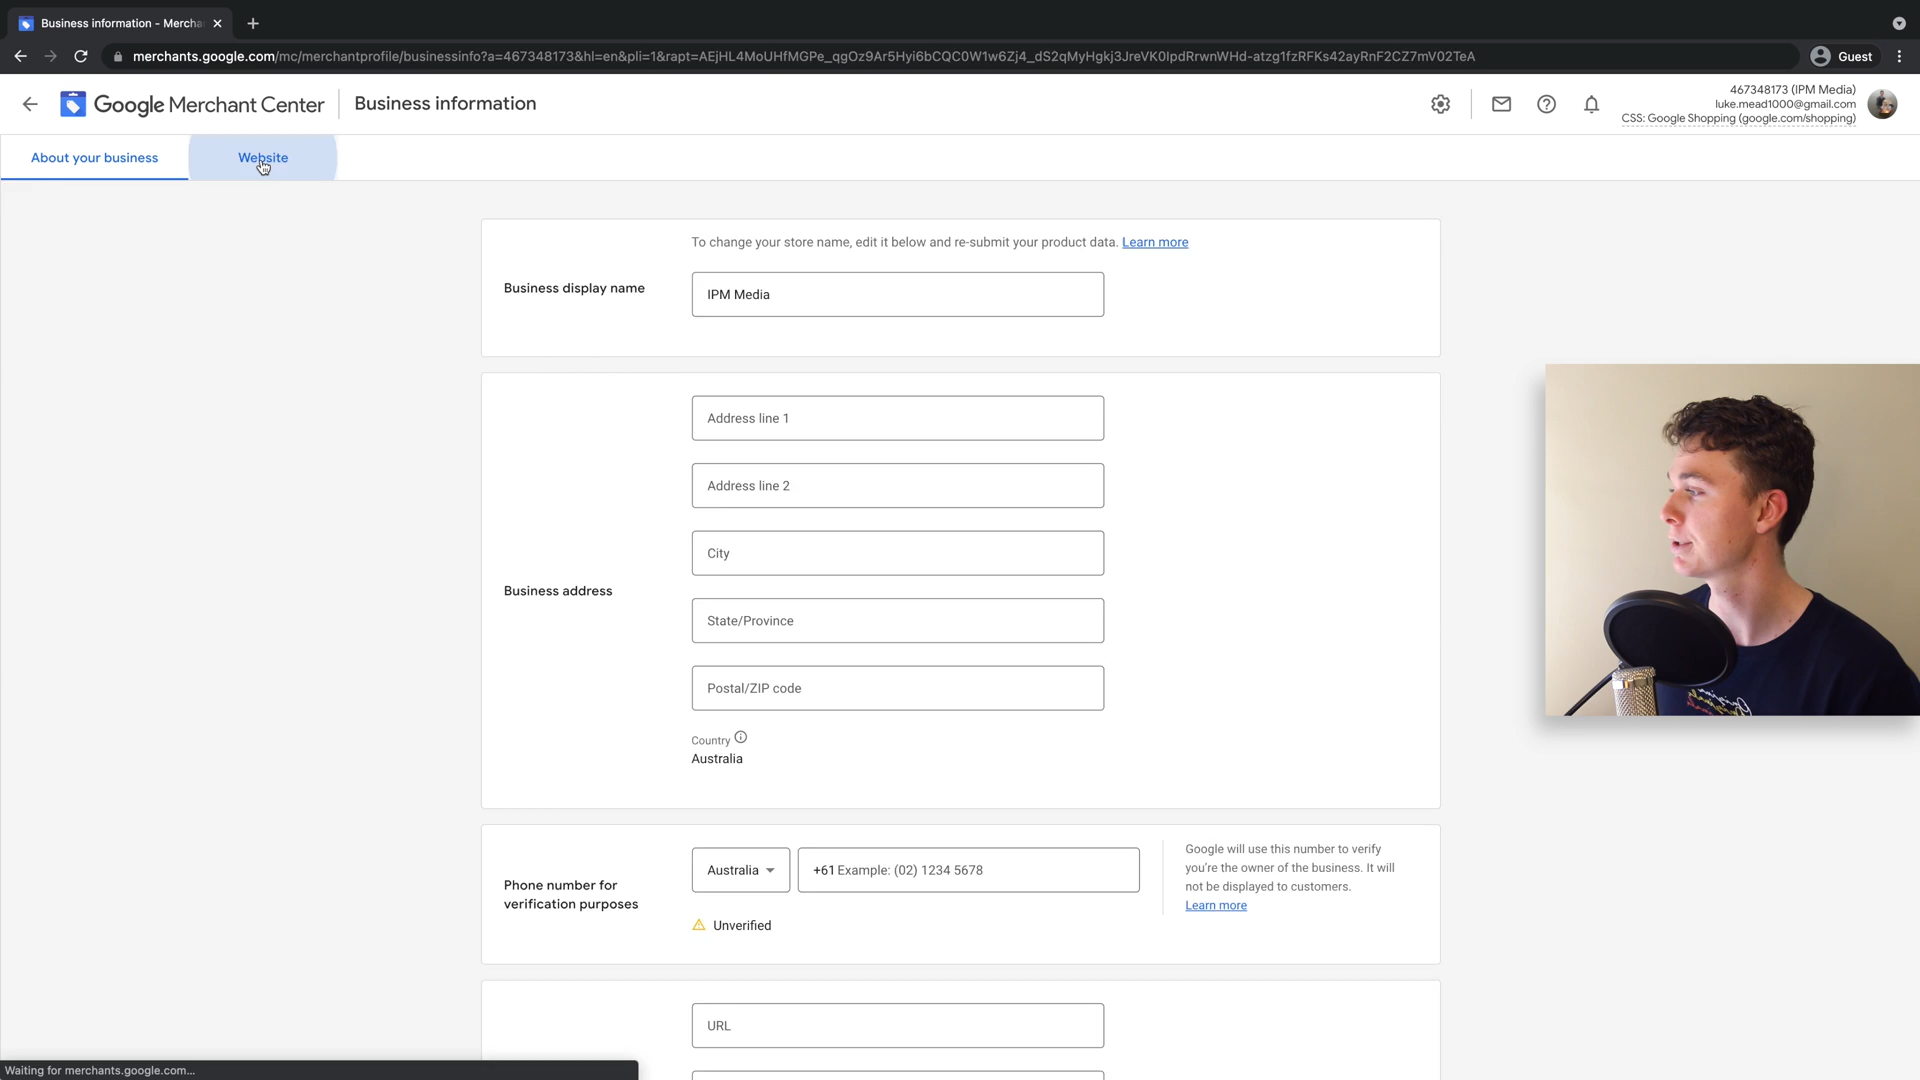 Business information - Mercha
merchants.google.com/mc/merchantprofile/businessinfo?a=467348173&hl=en&pli=1&rapt=AEjHL4MoUHfMGPe_qgOz9Ar5Hyi6bCQC0W1w6Zj4_dS2qMyHgkj3JreVK0IpdRrwnWHd-atzg1fzRFKs42ayRnF2CZ7mV02TeA
Guest
Google Merchant Center
Business information
467348173 (IPM Media)
luke.mead1000@gmail.com
CSS: Google Shopping (google.com/shopping)
About your business
Website
To change your store name, edit it below and re-submit your product data. Learn more
Business display name
IPM Media
Address line 1
Address line 2
City
Business address
State/Province
Postal/ZIP code
Country
Australia
Phone number for
verification purposes
Australia
+61 Example: (02) 1234 5678
Unverified
Google will use this number to verify
you're the owner of the business. It will
not be displayed to customers.
Learn more
URL
Waiting for merchants.google.com...